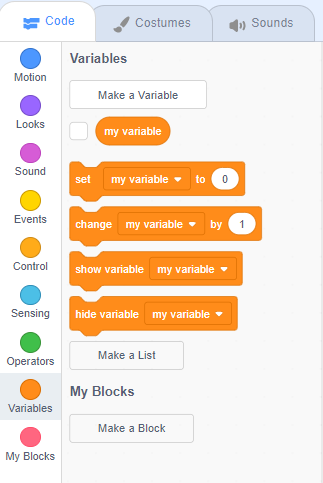 Code
Costumes
Sounds
Motion
Looks
Sound
Events
Control
Sensing
Operators
Variables
My Blocks
Variables
Make a Variable
my variable
set my variable to 0
change my variable by 1
show variable my variable
hide variable my variable
Make a List
My Blocks
Make a Block